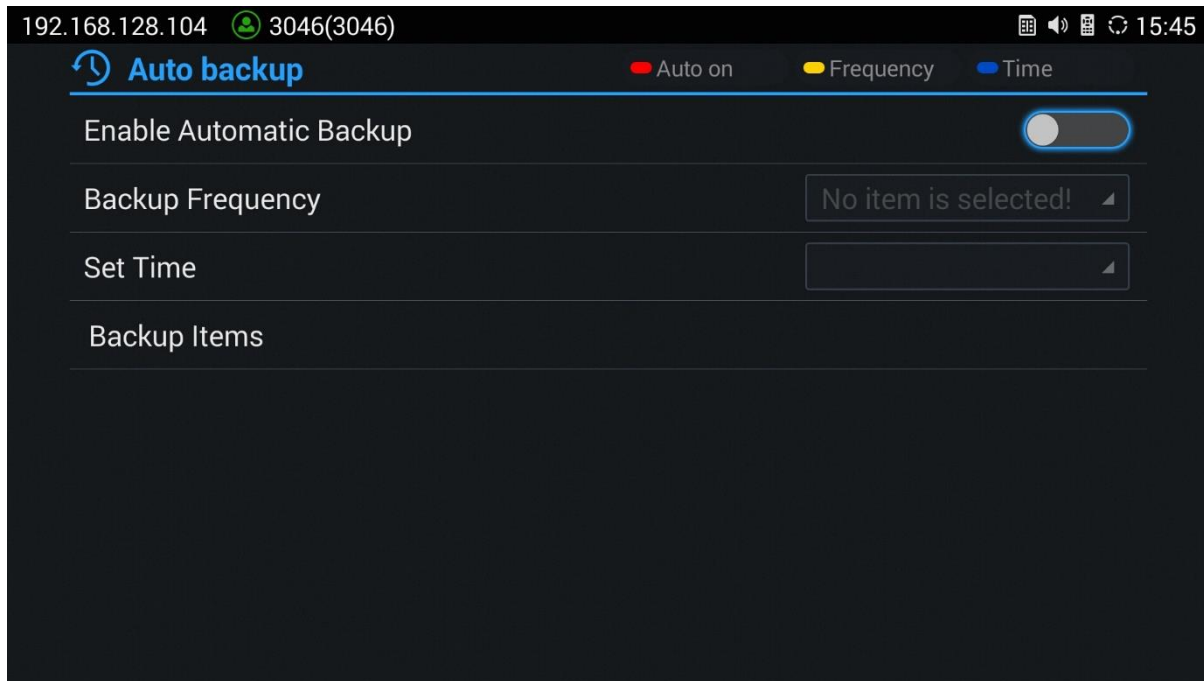 192.168.128.104 3046(3046) 15:45
Auto backup Auto on Frequency Time
Enable Automatic Backup
Backup Frequency No item is selected!
Set Time
Backup Items